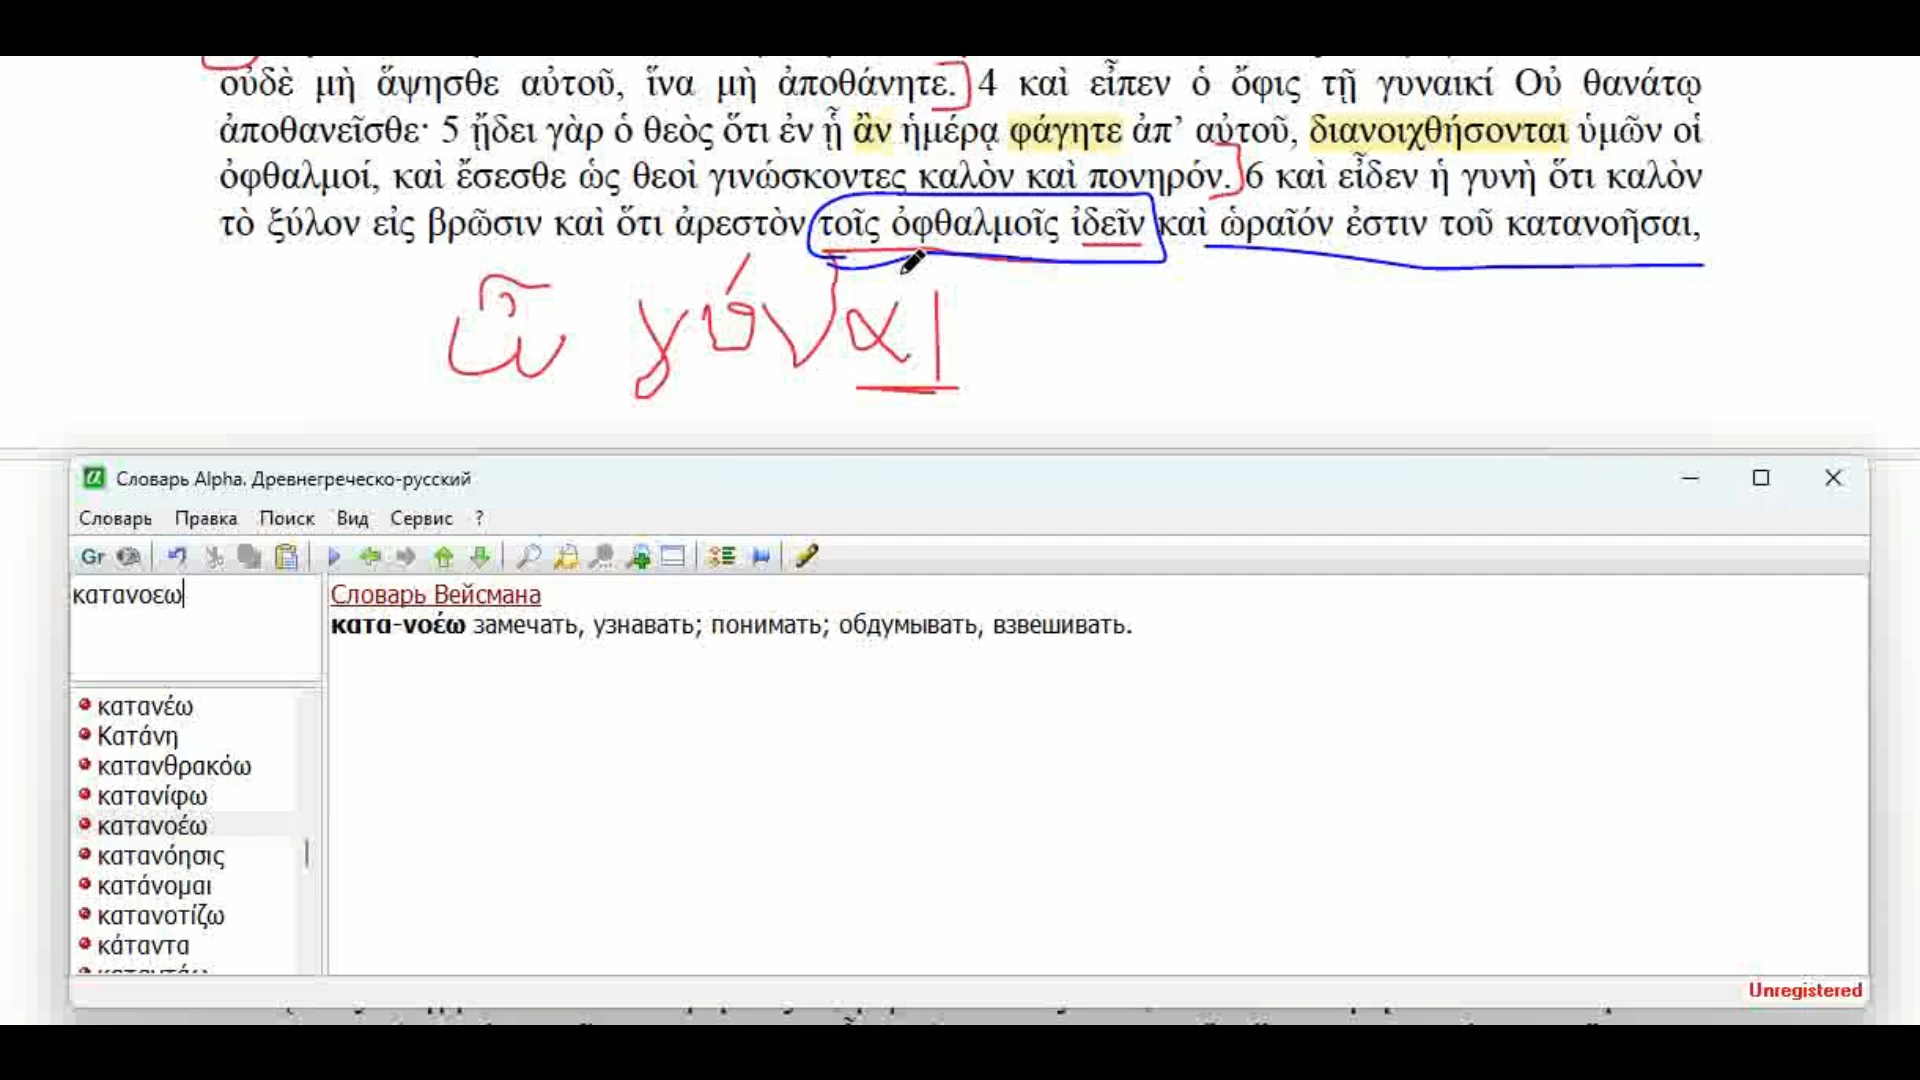 οὐδὲ μὴ ἅψησθε αὐτοῦ, ἵνα μὴ ἀποθάνητε. 4 καὶ εἶπεν ὁ ὄφις τῇ γυναικί Οὐ θανάτῳ
ἀποθανεῖσθε· 5 ᾔδει γὰρ ὁ θεὸς ὅτι ἐν ᾗ ἂν ἡμέρᾳ φάγητε ἀπ’ αὐτοῦ, διανοιχθήσονται ὑμῶν οἱ
ὀφθαλμοί, καὶ ἔσεσθε ὡς θεοὶ γινώσκοντες καλὸν καὶ πονηρόν. 6 καὶ εἶδεν ἡ γυνὴ ὅτι καλὸν
τὸ ξύλον εἰς βρῶσιν καὶ ὅτι ἀρεστὸν τοῖς ὀφθαλμοῖς ἰδεῖν καὶ ὡραῖόν ἐστιν τοῦ κατανοῆσαι,
ὦ γύναι
Словарь Alpha. Древнегреческо-русский
Словарь Правка Поиск Вид Сервис ?
Gr
κατανοεω
Словарь Вейсмана
κατα-νοέω замечать, узнавать; понимать; обдумывать, взвешивать.
κατανέω
Κατάνη
κατανθρακόω
κατανίφω
κατανοέω
κατανόησις
κατάνομαι
κατανοτίζω
κάταντα
Unregistered